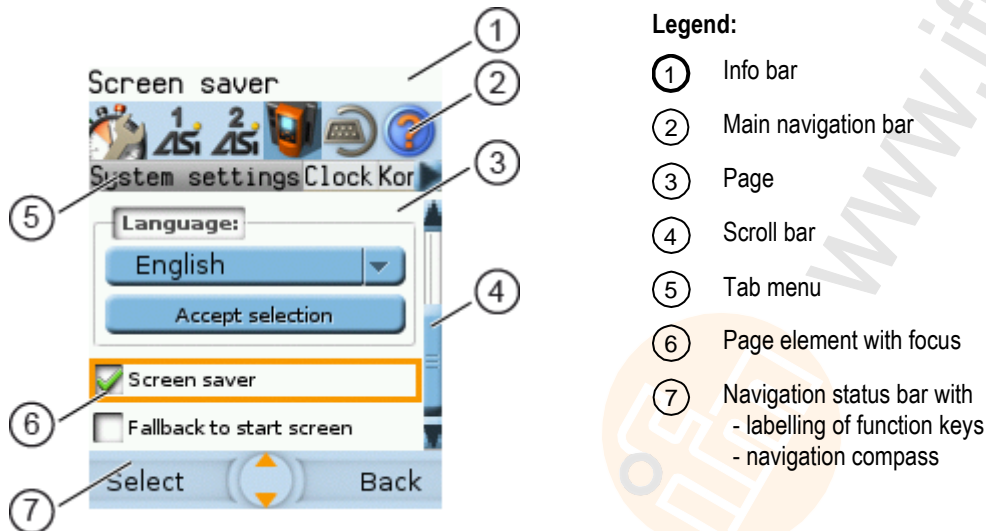 Screen saver
1
2
ASi
ASi
System settings Clock Kor
Language:
English
Accept selection
Screen saver
Fallback to start screen
Select
Back
1
2
3
4
5
6
7
Legend:
1 Info bar
2 Main navigation bar
3 Page
4 Scroll bar
5 Tab menu
6 Page element with focus
7 Navigation status bar with
- labelling of function keys
- navigation compass
ifm